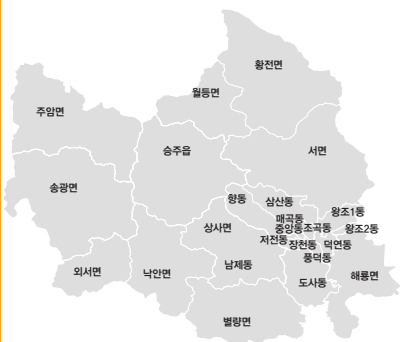 황전면
월등면
주암면
승주읍
서면
송광면
향동
삼산동
매곡동
왕조1동
중앙동
조곡동
왕조2동
상사면
저전동
장천동
덕연동
풍덕동
외서면
낙안면
남제동
해룡면
도사동
별량면